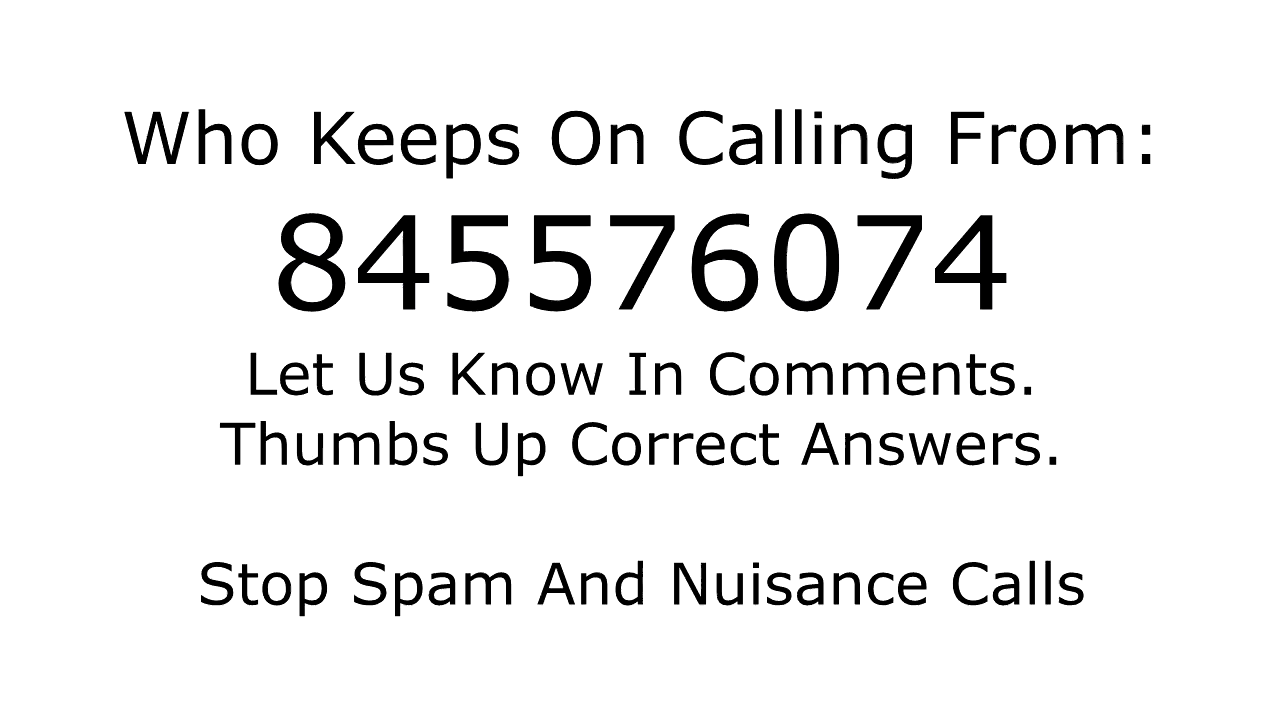 Who Keeps On Calling From:
845576074
Let Us Know In Comments.
Thumbs Up Correct Answers.
Stop Spam And Nuisance Calls